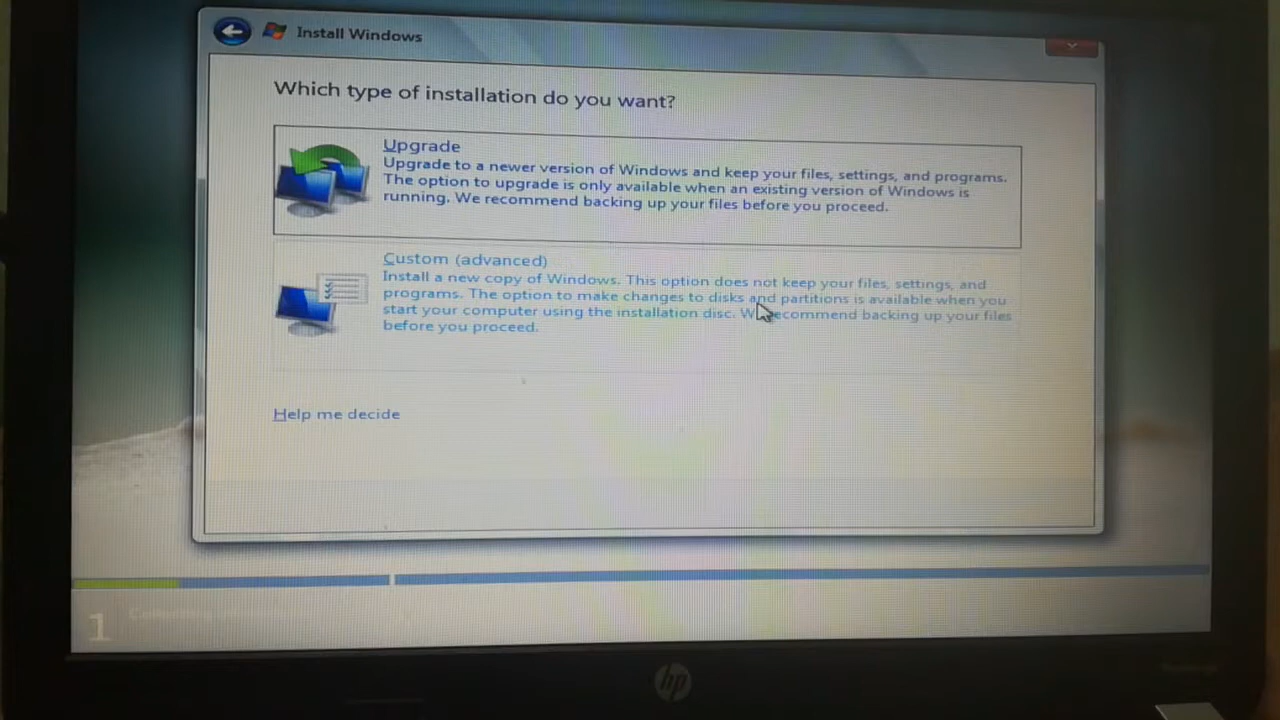 Install Windows
Which type of installation do you want?
Upgrade
Upgrade to a newer version of Windows and keep your files, settings, and programs.
The option to upgrade is only available when an existing version of Windows is
running. We recommend backing up your files before you proceed.
Custom (advanced)
Install a new copy of Windows. This option does not keep your files, settings, and
programs. The option to make changes to disks and partitions is available when you
start your computer using the installation disc. We recommend backing up your files
before you proceed.
Help me decide
1
hp